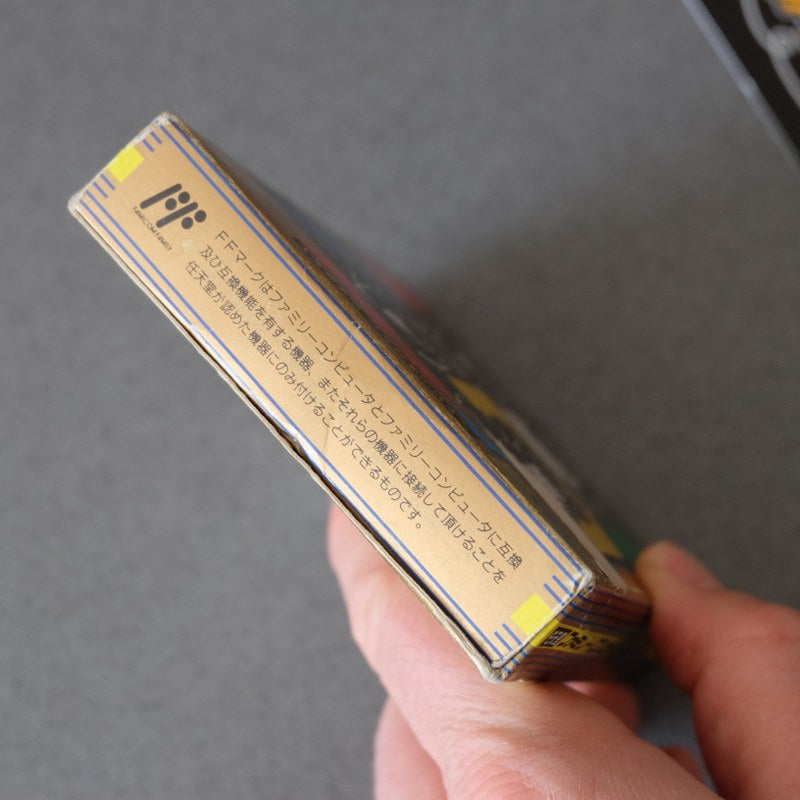 FF
FAMICOM FAMILY
FFマークはファミリーコンピュータとファミリーコンピュータに互換
及び互換機能を有する機器、またそれらの機器に接続して頂けることを
任天堂が認めた機器にのみ付けることができるものです。